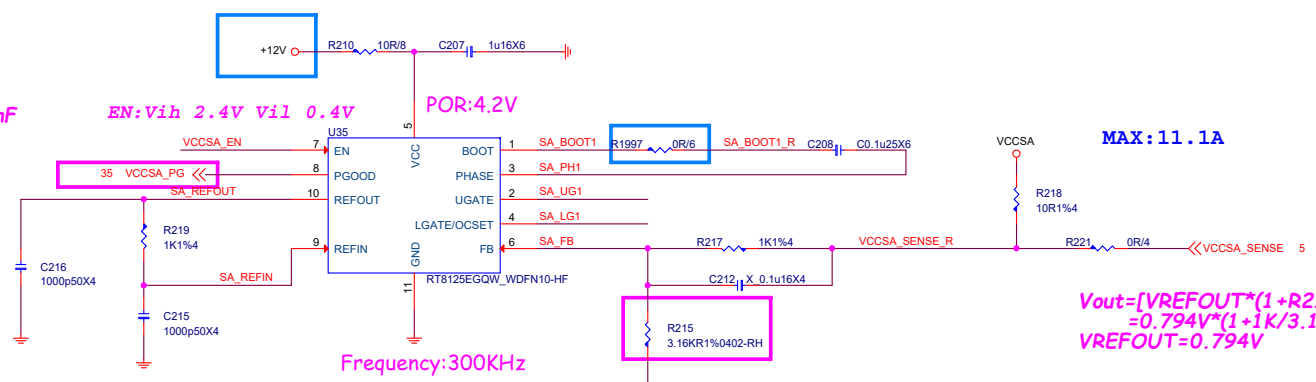 +12V
R210
10R/8
C207
1u16X6
nF
EN:Vih 2.4V Vil 0.4V
POR:4.2V
U35
5
VCC
VCCSA_EN
7
EN
35 VCCSA_PG
8
PGOOD
SA_REFOUT
10
REFOUT
9
REFIN
BOOT
1
SA_BOOT1
R1997
0R/6
SA_BOOT1_R
C208
C0.1u25X6
PHASE
3
SA_PH1
UGATE
2
SA_UG1
LGATE/OCSET
4
SA_LG1
FB
6
SA_FB
GND
11
RT8125EGQW_WDFN10-HF
R219
1K1%4
C216
1000p50X4
SA_REFIN
C215
1000p50X4
VCCSA
MAX:11.1A
R218
10R1%4
R217
1K1%4
VCCSA_SENSE_R
R221
0R/4
VCCSA_SENSE 5
C212
X_0.1u16X4
R215
3.16KR1%0402-RH
Frequency:300KHz
Vout=[VREFOUT*(1+R2
=0.794V*(1+1K/3.1
VREFOUT=0.794V